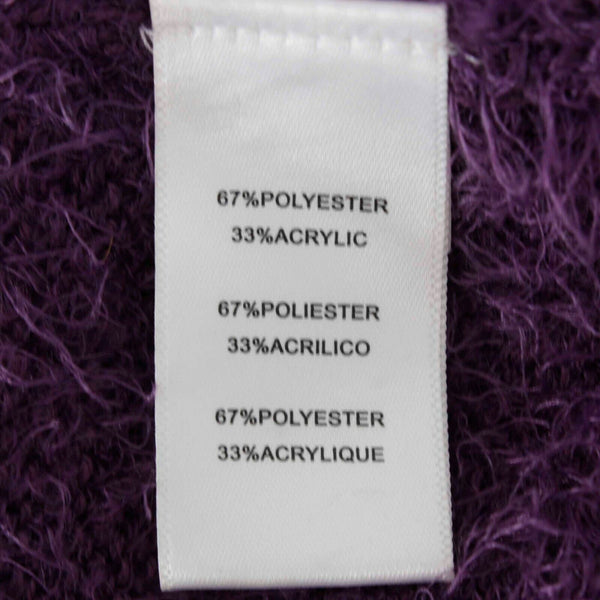 67%POLYESTER
33%ACRYLIC
67%POLIESTER
33%ACRILICO
67%POLYESTER
33%ACRYLIQUE